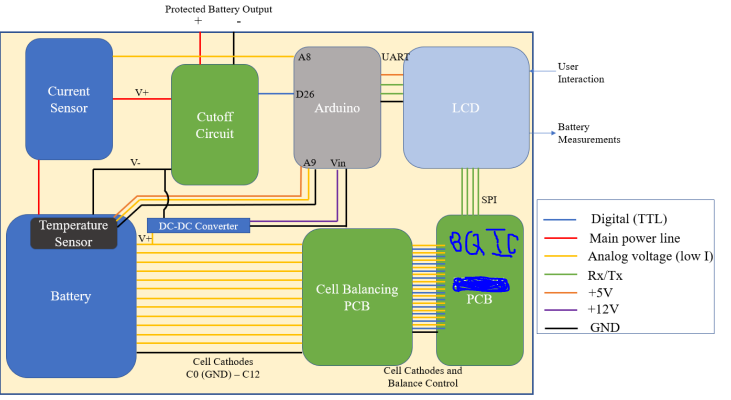 Protected Battery Output
+ -
Current
Sensor
V+
Cutoff
Circuit
A8
D26
Arduino
A9 Vin
UART
LCD
User
Interaction
Battery
Measurements
V-
Temperature
Sensor
DC-DC Converter
V+
Battery
Cell Balancing
PCB
SPI
BQ IC
PCB
Cell Cathodes
C0 (GND) – C12
Cell Cathodes and
Balance Control
Digital (TTL)
Main power line
Analog voltage (low I)
Rx/Tx
+5V
+12V
GND